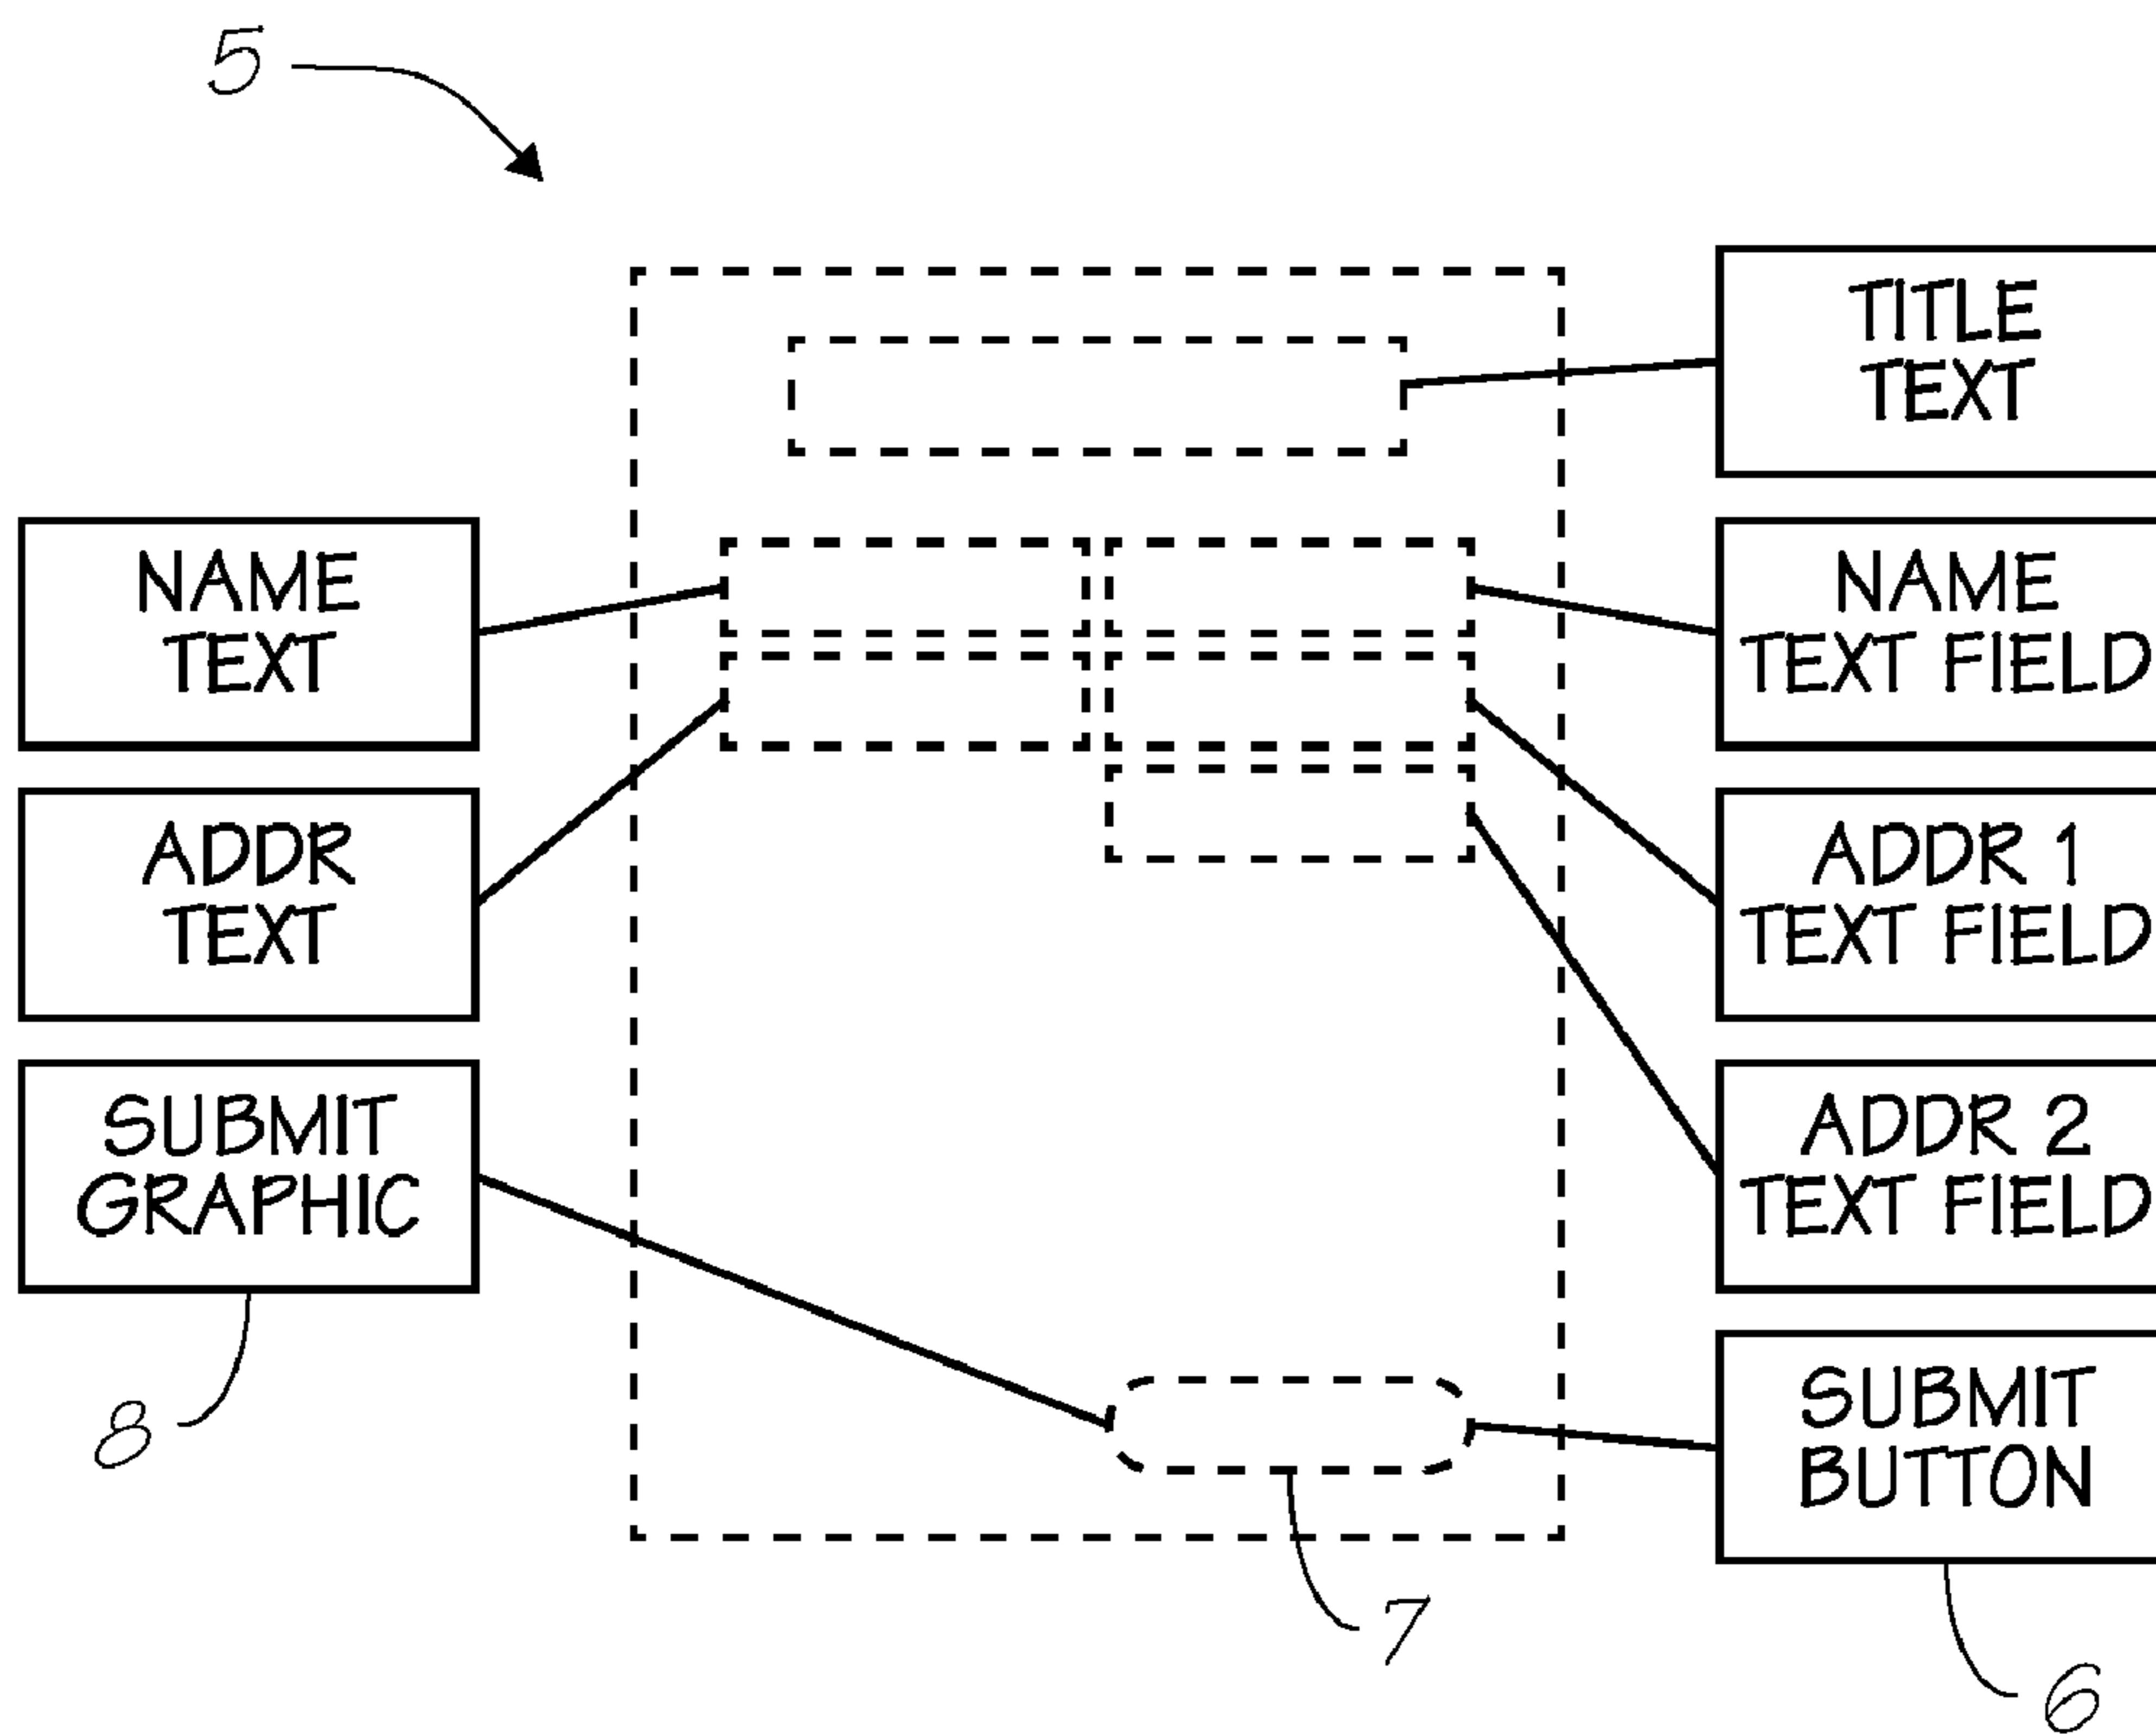 5
TITLE
TEXT
NAME
TEXT
NAME
TEXT FIELD
ADDR
TEXT
ADDR 1
TEXT FIELD
SUBMIT
GRAPHIC
ADDR 2
TEXT FIELD
SUBMIT
BUTTON
8
7
6